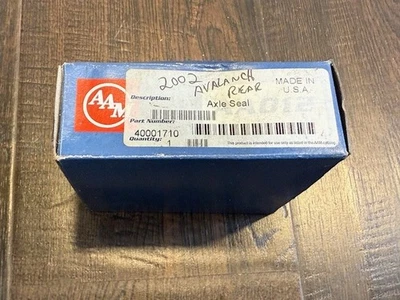 2002
AVALANCH
REAR
MADE IN
U.S.A.
Description:
Axle Seal
AAM
Part Number:
40001710
Quantity:
1